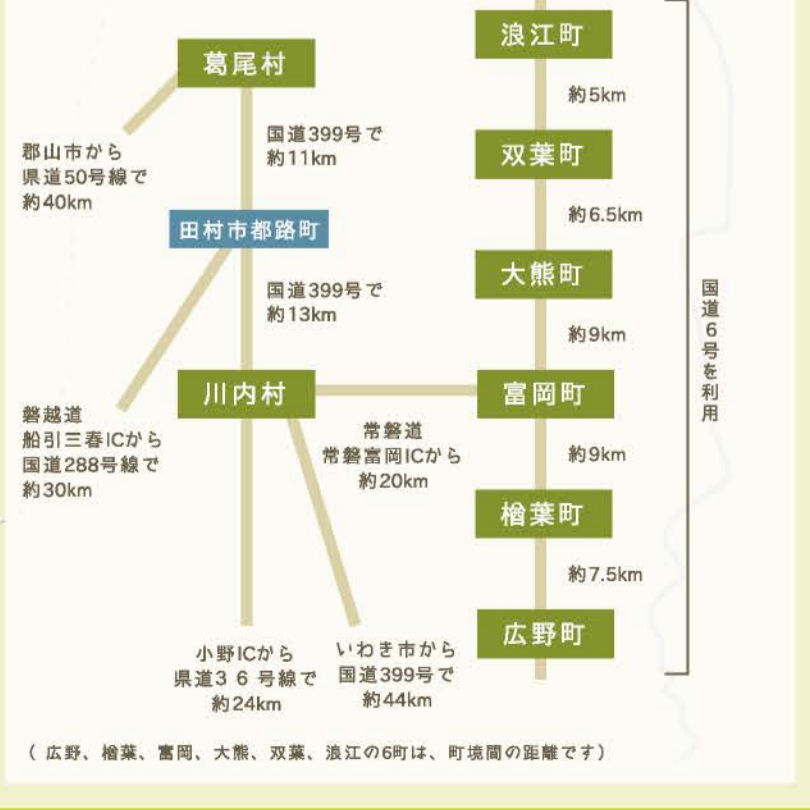 浪江町
葛尾村
約5km
国道399号で
約11km
双葉町
郡山市から
県道50号線で
約40km
約6.5km
田村市都路町
大熊町
国道399号で
約13km
国道6号を利用
約9km
川内村
富岡町
磐越道
船引三春ICから
国道288号線で
約30km
常磐道
常磐富岡ICから
約20km
約9km
楢葉町
約7.5km
広野町
小野ICから
県道3 6 号線で
約24km
いわき市から
国道399号で
約44km
( 広野、楢葉、富岡、大熊、双葉、浪江の6町は、町境間の距離です)